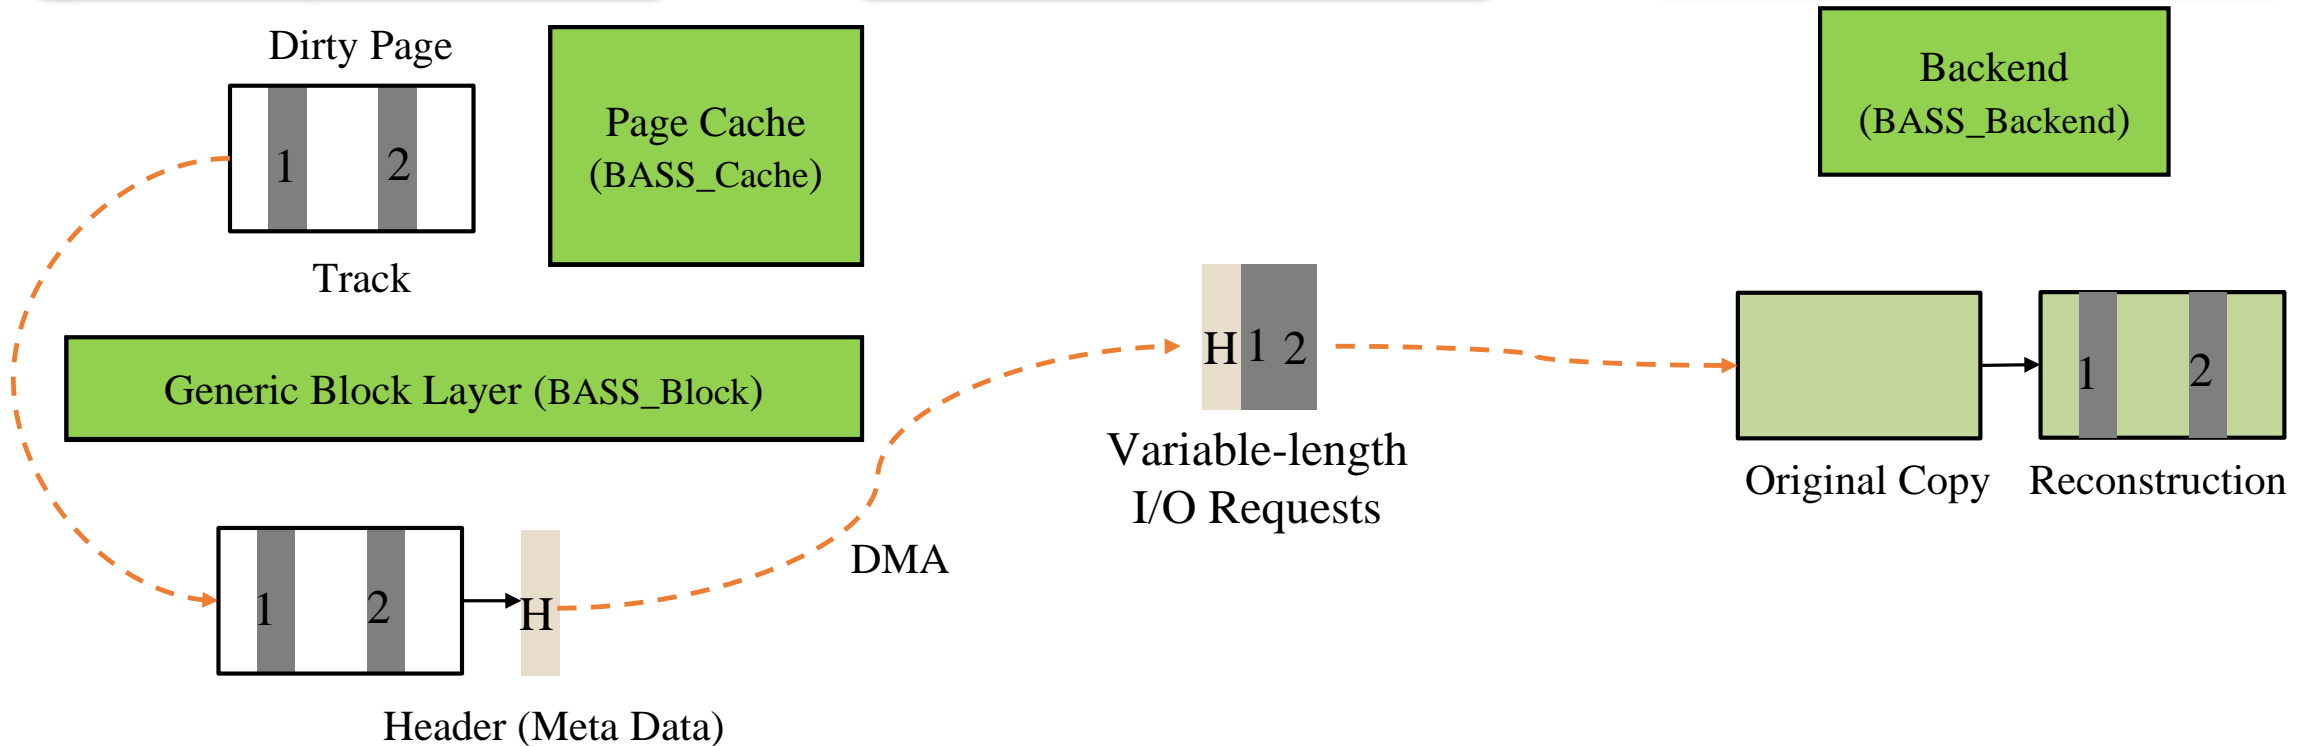 Dirty Page
1 2
Track
Page Cache
(BASS_Cache)
Generic Block Layer (BASS_Block)
1 2
H
Header (Meta Data)
DMA
H 1 2
Variable-length
I/O Requests
Backend
(BASS_Backend)
Original Copy
1 2
Reconstruction